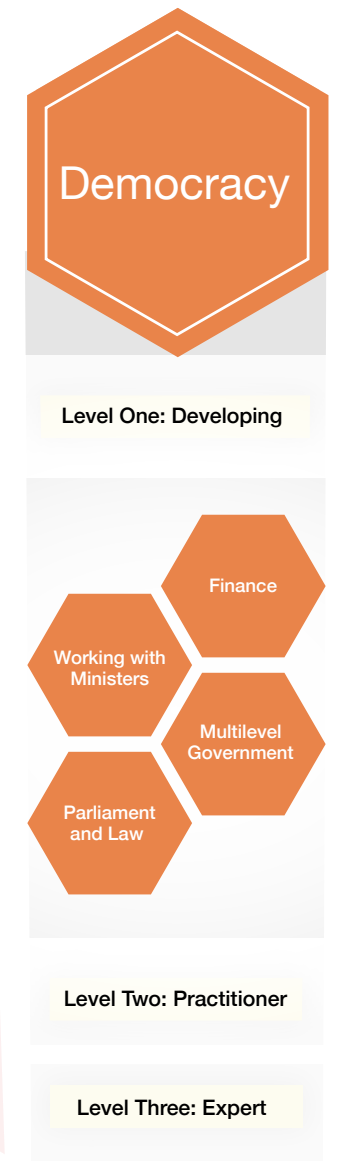 Democracy
Level One: Developing
Finance
Working with
Ministers
Multilevel
Government
Parliament
and Law
Level Two: Practitioner
Level Three: Expert